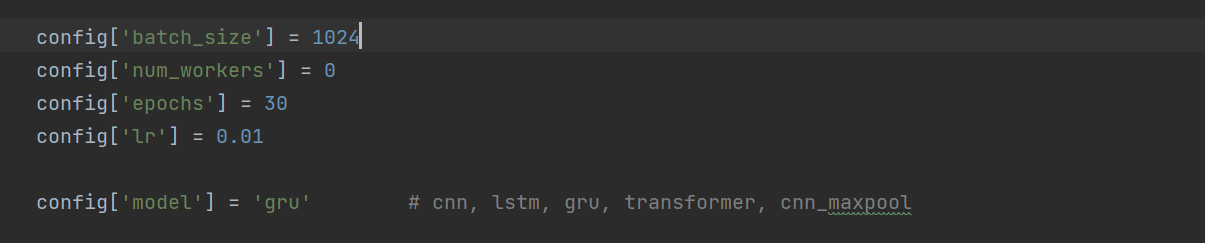 config['batch_size'] = 1024
config['num_workers'] = 0
config['epochs'] = 30
config['lr'] = 0.01
config['model'] = 'gru'        # cnn, lstm, gru, transformer, cnn_maxpool